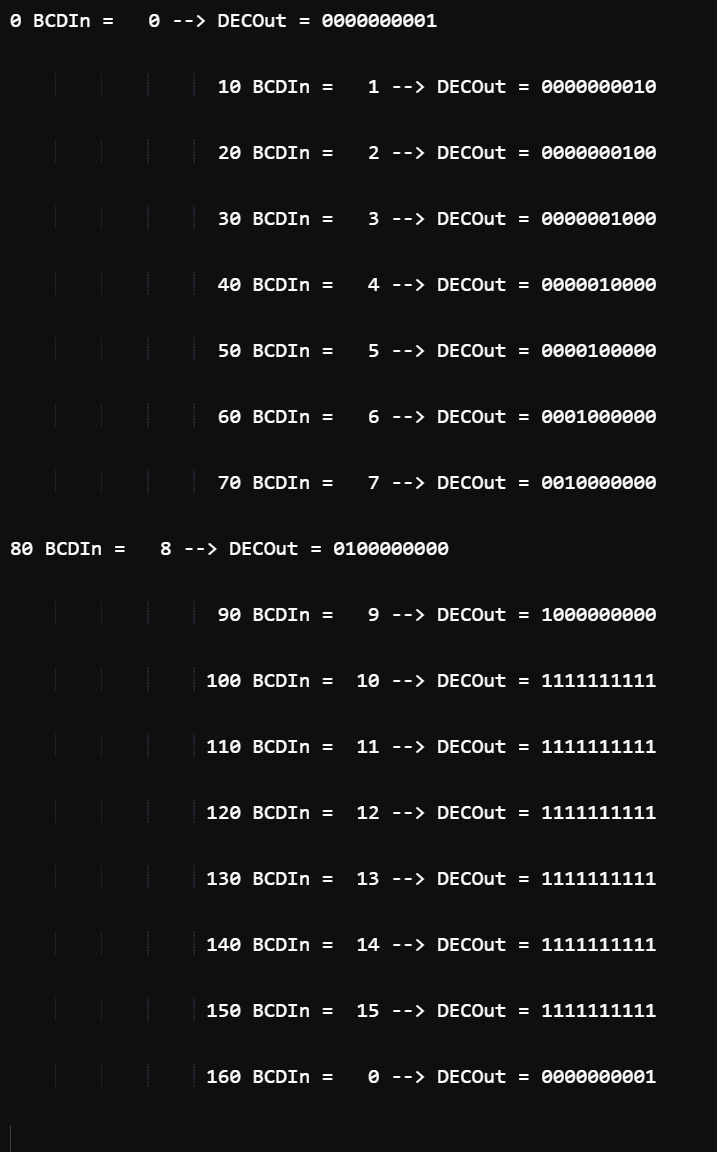 0 BCDIn =   0 --> DECOut = 0000000001
10 BCDIn =   1 --> DECOut = 0000000010
20 BCDIn =   2 --> DECOut = 0000000100
30 BCDIn =   3 --> DECOut = 0000001000
40 BCDIn =   4 --> DECOut = 0000010000
50 BCDIn =   5 --> DECOut = 0000100000
60 BCDIn =   6 --> DECOut = 0001000000
70 BCDIn =   7 --> DECOut = 0010000000
80 BCDIn =   8 --> DECOut = 0100000000
90 BCDIn =   9 --> DECOut = 1000000000
100 BCDIn =  10 --> DECOut = 1111111111
110 BCDIn =  11 --> DECOut = 1111111111
120 BCDIn =  12 --> DECOut = 1111111111
130 BCDIn =  13 --> DECOut = 1111111111
140 BCDIn =  14 --> DECOut = 1111111111
150 BCDIn =  15 --> DECOut = 1111111111
160 BCDIn =   0 --> DECOut = 0000000001